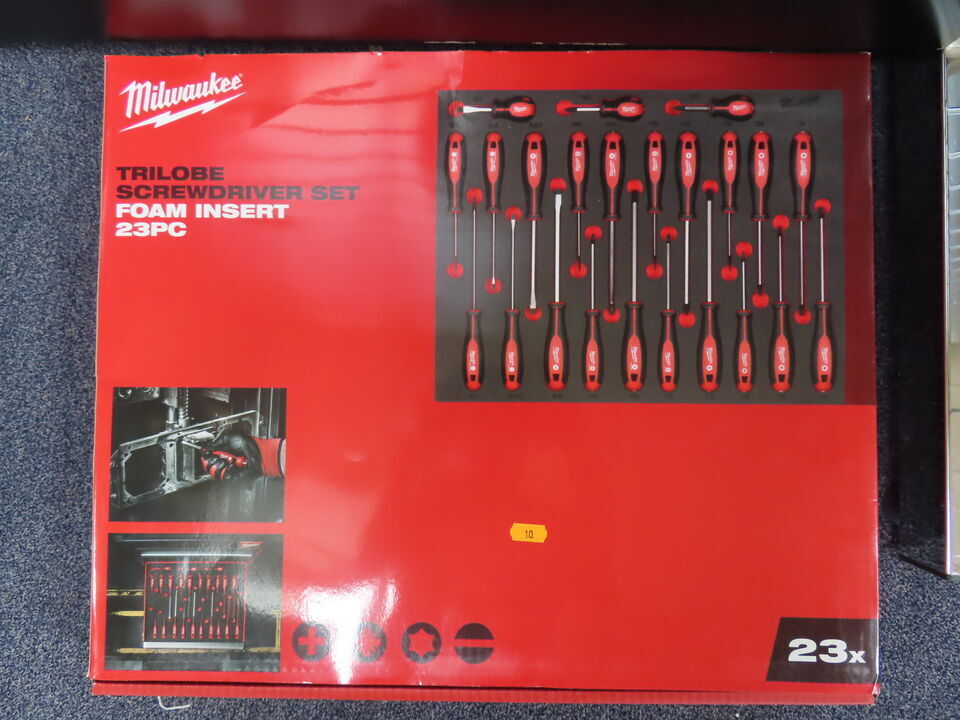 Milwaukee
TRILOBE
SCREWDRIVER SET
FOAM INSERT
23PC
10.
23x